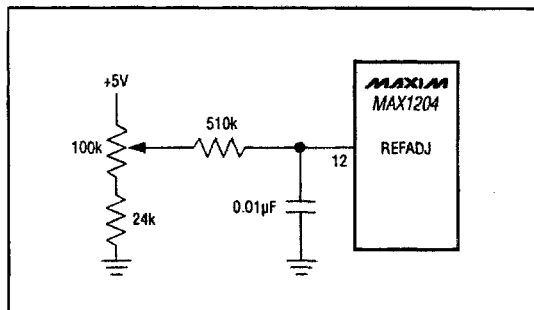 MAXIM
MAX1204
+5V
510k
100k
12
REFADJ
0.01µF
24k